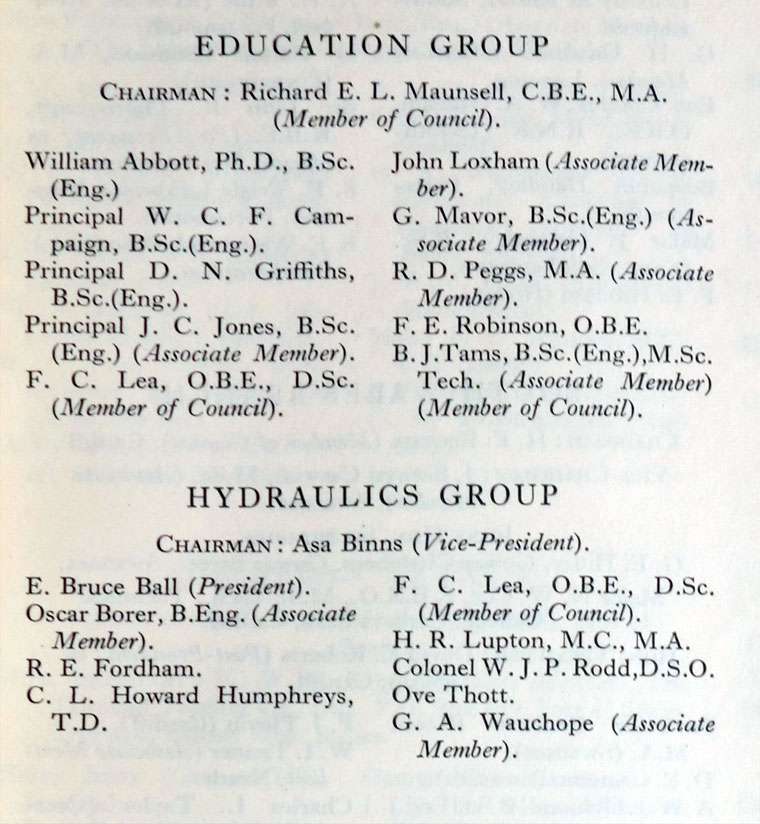 EDUCATION GROUP
CHAIRMAN: Richard E. L. Maunsell, C.B.E., M.A.
(Member of Council).
William Abbott, Ph.D., B.Sc.
(Eng.)
Principal W. C. F. Cam-
paign, B.Sc.(Eng.).
Principal D. N. Griffiths,
B.Sc.(Eng.).
Principal J. C. Jones, B.Sc.
(Eng.) (Associate Member).
F. C. Lea, O.B.E., D.Sc.
(Member of Council).
John Loxham (Associate Mem-
ber).
G. Mavor, B.Sc.(Eng.) (As-
sociate Member).
R. D. Peggs, M.A. (Associate
Member).
F. E. Robinson, O.B.E.
B. J. Tams, B.Sc.(Eng.), M.Sc.
Tech. (Associate Member)
(Member of Council).
HYDRAULICS GROUP
CHAIRMAN: Asa Binns (Vice-President).
E. Bruce Ball (President).
Oscar Borer, B.Eng. (Associate
Member).
R. E. Fordham.
C. L. Howard Humphreys,
T.D.
F. C. Lea, O.B.E., D.Sc.
(Member of Council).
H. R. Lupton, M.C., M.A.
Colonel W. J. P. Rodd, D.S.O.
Ove Thott.
G. A. Wauchope (Associate
Member).